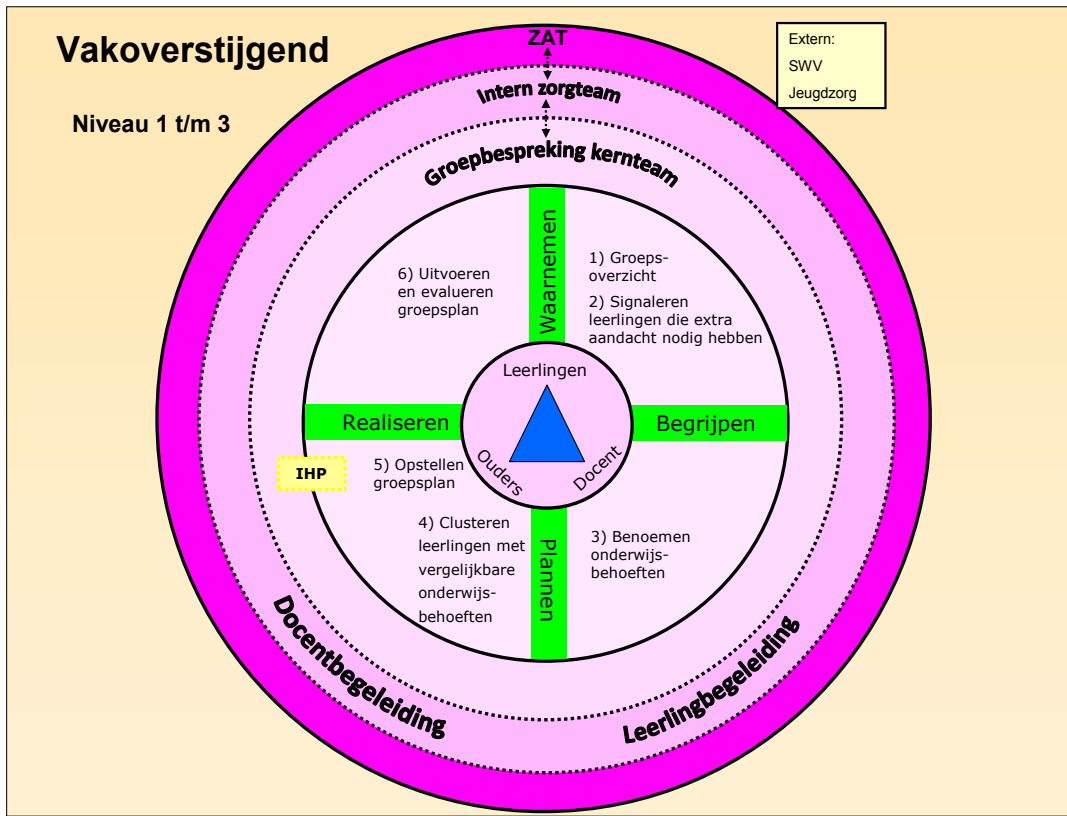 Vakoverstijgend
Niveau 1 t/m 3
ZAT
Extern:
SWV
Jeugdzorg
Intern zorgteam
Groepbespreking kernteam
Waarnemen
1) Groeps-
overzicht
2) Signaleren
leerlingen die extra
aandacht nodig hebben
6) Uitvoeren
en evalueren
groepsplan
Leerlingen
Ouders
Docent
Realiseren
Begrijpen
IHP
5) Opstellen
groepsplan
4) Clusteren
leerlingen met
vergelijkbare
onderwijs-
behoeften
Plannen
3) Benoemen
onderwijs-
behoeften
Docentbegeleiding
Leerlingbegeleiding